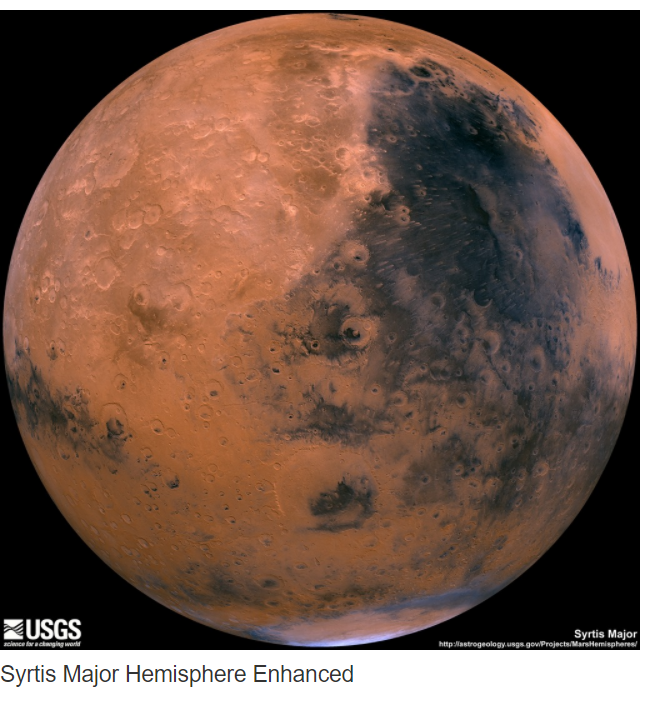 USGS
science for a changing world
Syrtis Major
http://astrogeology.usgs.gov/Projects/MarsHemispheres/
Syrtis Major Hemisphere Enhanced